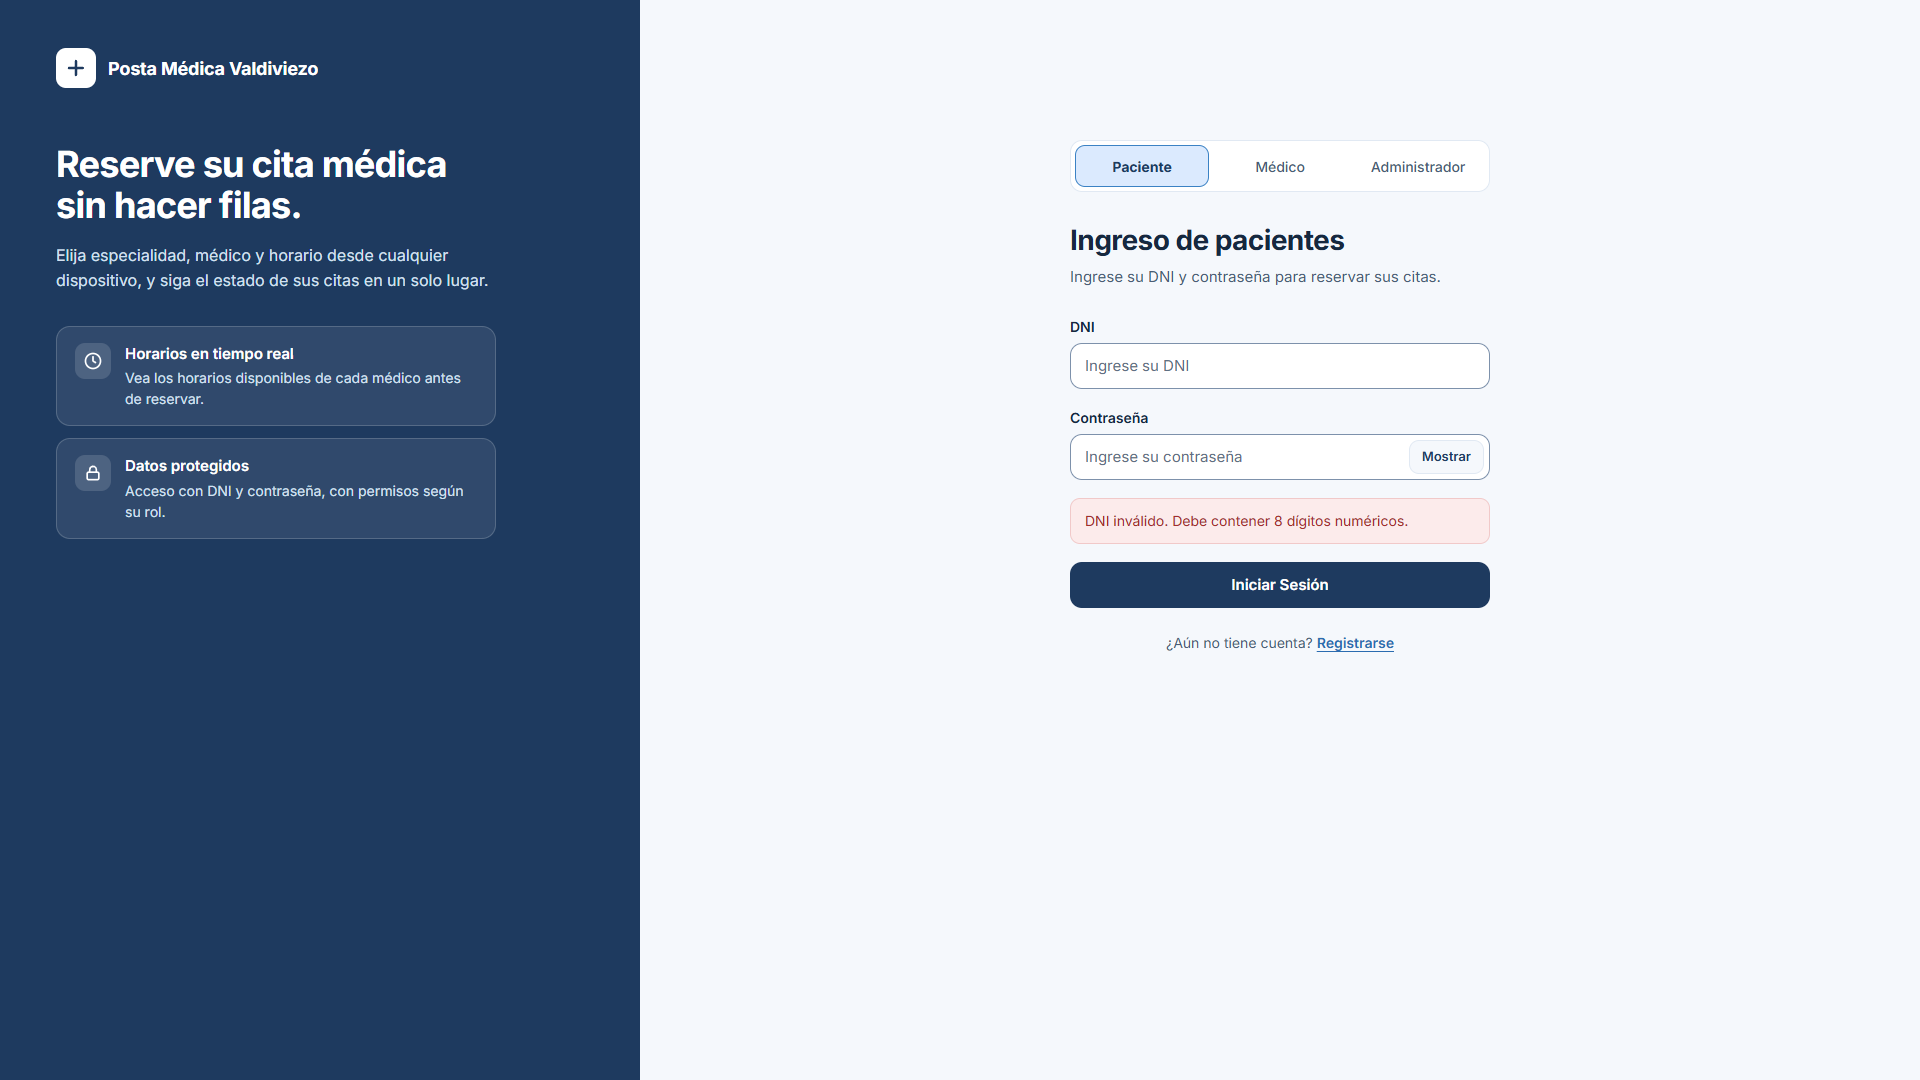 Posta Médica Valdiviezo
Reserve su cita médica
sin hacer filas.
Elija especialidad, médico y horario desde cualquier
dispositivo, y siga el estado de sus citas en un solo lugar.
Horarios en tiempo real
Vea los horarios disponibles de cada médico antes
de reservar.
Datos protegidos
Acceso con DNI y contraseña, con permisos según
su rol.
Paciente
Médico
Administrador
Ingreso de pacientes
Ingrese su DNI y contraseña para reservar sus citas.
DNI
Ingrese su DNI
Contraseña
Ingrese su contraseña
Mostrar
DNI inválido. Debe contener 8 dígitos numéricos.
Iniciar Sesión
¿Aún no tiene cuenta? Registrarse